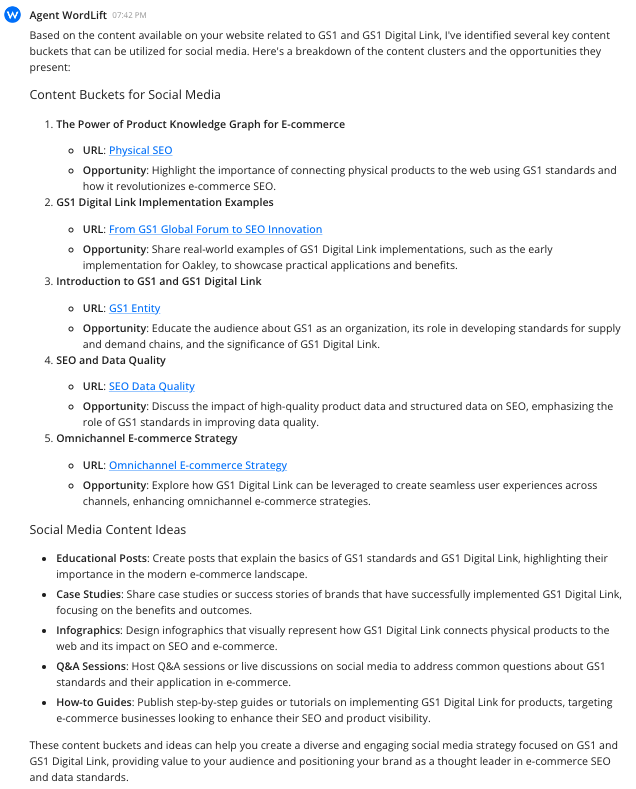 W Agent WordLift 07:42 PM
Based on the content available on your website related to GS1 and GS1 Digital Link, I've identified several key content
buckets that can be utilized for social media. Here's a breakdown of the content clusters and the opportunities they
present:
Content Buckets for Social Media
1. The Power of Product Knowledge Graph for E-commerce
URL: Physical SEO
Opportunity: Highlight the importance of connecting physical products to the web using GS1 standards and
how it revolutionizes e-commerce SEO.
2. GS1 Digital Link Implementation Examples
URL: From GS1 Global Forum to SEO Innovation
Opportunity: Share real-world examples of GS1 Digital Link implementations, such as the early
implementation for Oakley, to showcase practical applications and benefits.
3. Introduction to GS1 and GS1 Digital Link
URL: GS1 Entity
Opportunity: Educate the audience about GS1 as an organization, its role in developing standards for supply
and demand chains, and the significance of GS1 Digital Link.
4. SEO and Data Quality
URL: SEO Data Quality
Opportunity: Discuss the impact of high-quality product data and structured data on SEO, emphasizing the
role of GS1 standards in improving data quality.
5. Omnichannel E-commerce Strategy
URL: Omnichannel E-commerce Strategy
Opportunity: Explore how GS1 Digital Link can be leveraged to create seamless user experiences across
channels, enhancing omnichannel e-commerce strategies.
Social Media Content Ideas
Educational Posts: Create posts that explain the basics of GS1 standards and GS1 Digital Link, highlighting their
importance in the modern e-commerce landscape.
Case Studies: Share case studies or success stories of brands that have successfully implemented GS1 Digital Link,
focusing on the benefits and outcomes.
Infographics: Design infographics that visually represent how GS1 Digital Link connects physical products to the
web and its impact on SEO and e-commerce.
Q&A Sessions: Host Q&A sessions or live discussions on social media to address common questions about GS1
standards and their application in e-commerce.
How-to Guides: Publish step-by-step guides or tutorials on implementing GS1 Digital Link for products, targeting
e-commerce businesses looking to enhance their SEO and product visibility.
These content buckets and ideas can help you create a diverse and engaging social media strategy focused on GS1 and
GS1 Digital Link, providing value to your audience and positioning your brand as a thought leader in e-commerce SEO
and data standards.